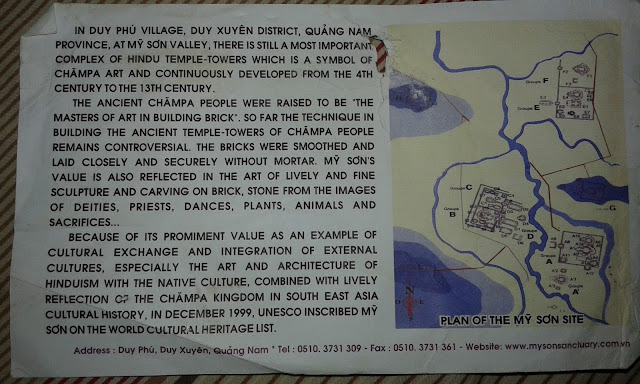 IN DUY PHÚ VILLAGE, DUY XUYÊN DISTRICT, QUẢNG NAM
PROVINCE, AT MỸ SƠN VALLEY, THERE IS STILL A MOST IMPORTANT
COMPLEX OF HINDU TEMPLE-TOWERS WHICH IS A SYMBOL OF
CHĂMPA ART AND CONTINUOUSLY DEVELOPED FROM THE 4TH
CENTURY TO THE 13TH CENTURY.
THE ANCIENT CHĂMPA PEOPLE WERE RAISED TO BE "THE
MASTERS OF ART IN BUILDING BRICK". SO FAR THE TECHNIQUE IN
BUILDING THE ANCIENT TEMPLE-TOWERS OF CHĂMPA PEOPLE
REMAINS CONTROVERSIAL. THE BRICKS WERE SMOOTHED AND
LAID CLOSELY AND SECURELY WITHOUT MORTAR. MỸ SƠN'S
VALUE IS ALSO REFLECTED IN THE ART OF LIVELY AND FINE
SCULPTURE AND CARVING ON BRICK, STONE FROM THE IMAGES
OF DEITIES, PRIESTS, DANCES, PLANTS, ANIMALS AND
SACRIFICES...
BECAUSE OF ITS PROMIMENT VALUE AS AN EXAMPLE OF
CULTURAL EXCHANGE AND INTEGRATION OF EXTERNAL
CULTURES, ESPECIALLY THE ART AND ARCHITECTURE OF
HINDUISM WITH THE NATIVE CULTURE, COMBINED WITH LIVELY
REFLECTION OF THE CHĂMPA KINGDOM IN SOUTH EAST ASIA
CULTURAL HISTORY, IN DECEMBER 1999, UNESCO INSCRIBED MỸ
SƠN ON THE WORLD CULTURAL HERITAGE LIST.
Groupe F
Groupe E
Groupe C
Groupe B
D
G
A
A'
PLAN OF THE MỸ SƠN SITE
Address : Duy Phú, Duy Xuyên, Quảng Nam * Tel : 0510. 3731 309 - Fax : 0510. 3731 361 - Website: www.mysonsanctuary.com.vn